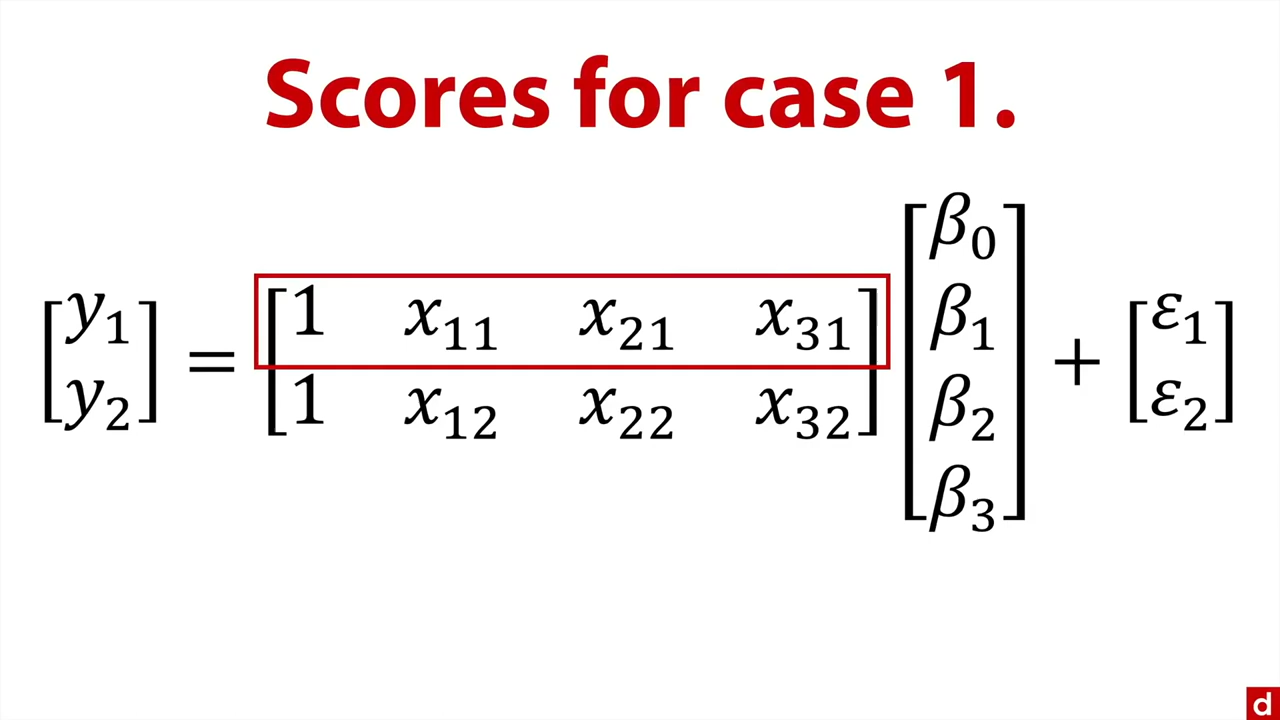 Scores for case 1.
[y₁ y₂] = [1 x₁₁ x₂₁ x₃₁
1 x₁₂ x₂₂ x₃₂] [β₀ β₁ β₂ β₃] + [ε₁ ε₂]
d